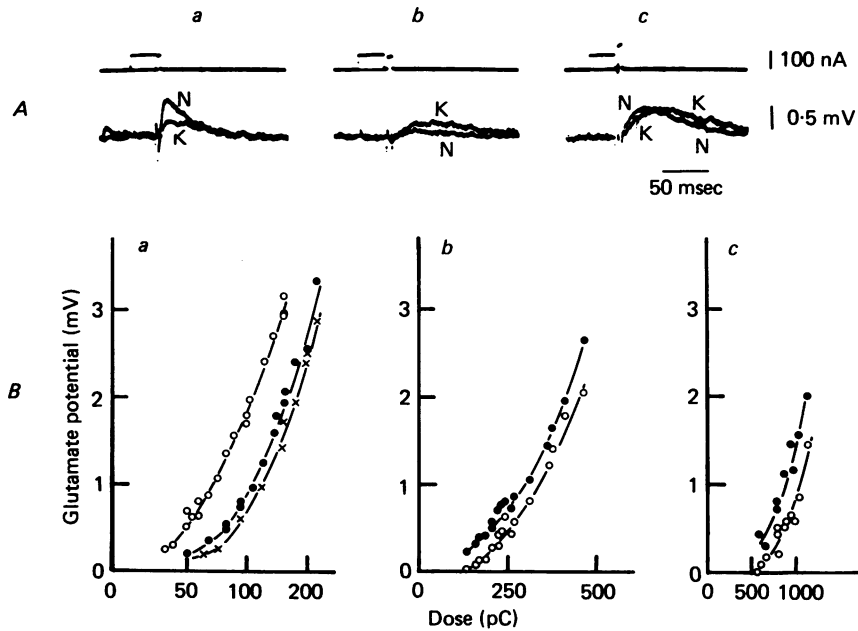 a b c
100 nA
A
N K
K N
N K K N
0·5 mV
50 msec
B
a b c
Glutamate potential (mV)
3 3 3
2 2 2
1 1 1
0 0 0
0 50 100 200
0 250 500
0 500 1000
Dose (pC)